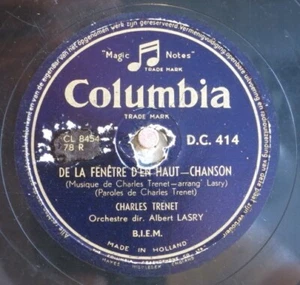 "Magic Notes"
TRADE MARK
Columbia
TRADE MARK
CL 8454
78 R
D.C. 414
DE LA FENÊTRE D'EN HAUT—CHANSON
(Musique de Charles Trenet—arrang' Lasry)
(Paroles de Charles Trenet)
CHARLES TRENET
Orchestre dir. Albert LASRY
B.I.E.M.
MADE IN HOLLAND